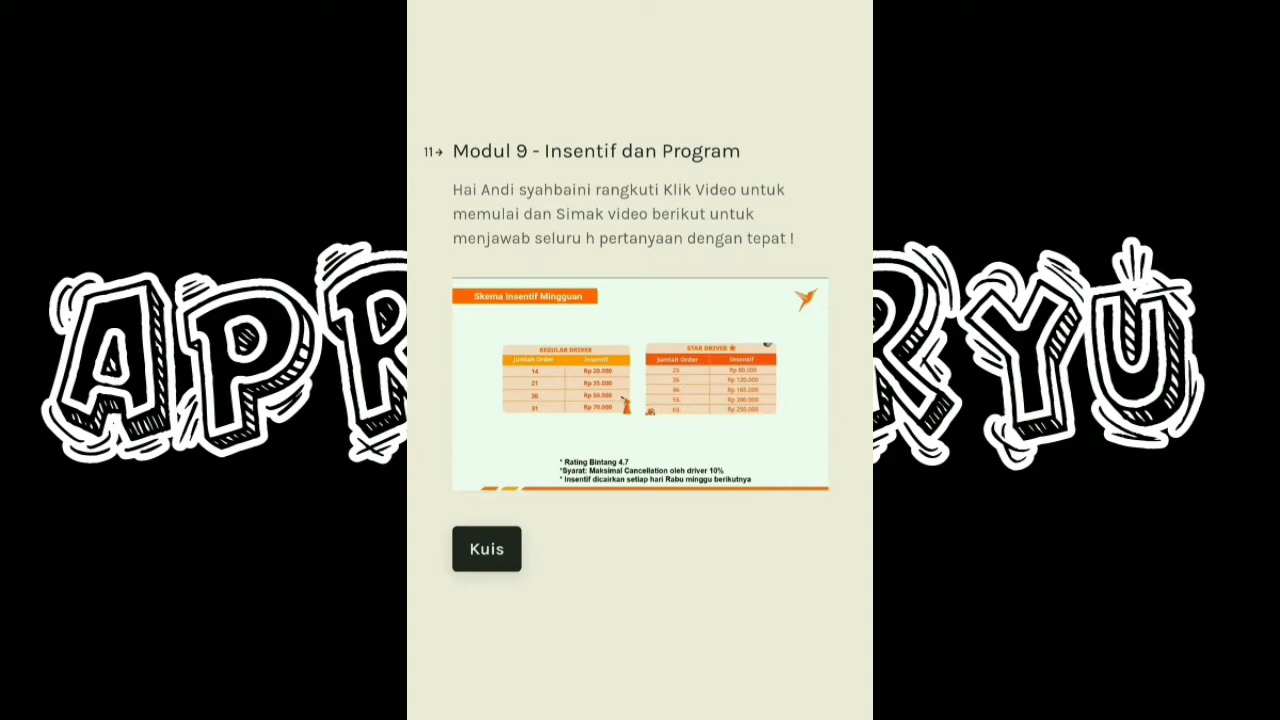 11→ Modul 9 - Insentif dan Program
Hai Andi syahbaini rangkuti Klik Video untuk
memulai dan Simak video berikut untuk
menjawab seluru h pertanyaan dengan tepat !
Skema insentif Mingguan
REGULAR DRIVER
Jumlah Order Insentif
14 Rp 20.000
21 Rp 35.000
26 Rp 50.000
31 Rp 70.000
STAR DRIVER
Jumlah Order Insentif
25 Rp 80.000
36 Rp 120.000
46 Rp 165.000
55 Rp 200.000
65 Rp 250.000
* Rating Bintang 4.7
*Syarat: Maksimal Cancellation oleh driver 10%
* Insentif dicairkan setiap hari Rabu minggu berikutnya
Kuis
AP
YU